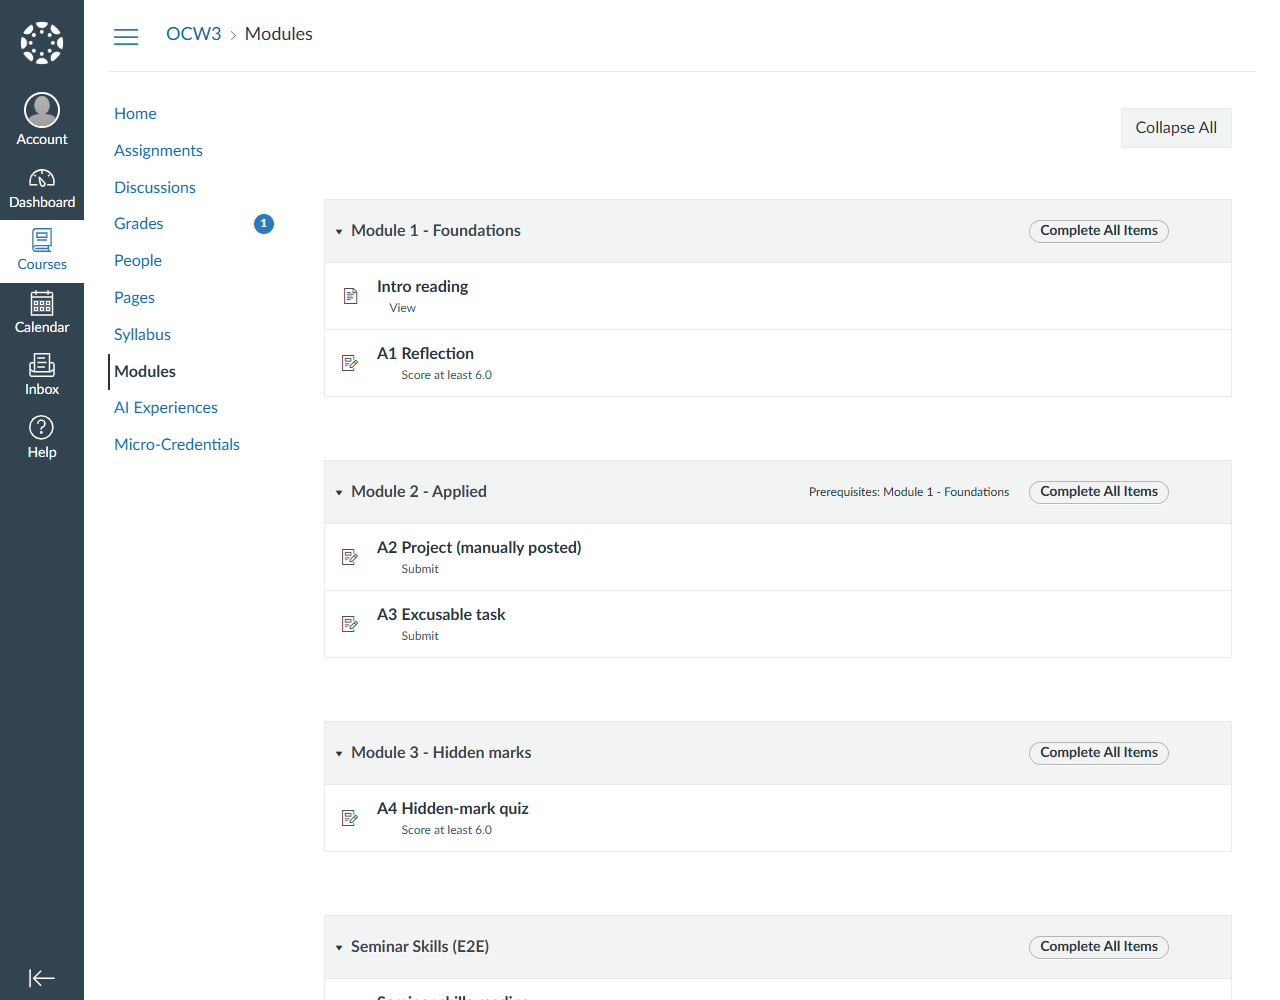 OCW3 > Modules
Account
Dashboard
Courses
Calendar
Inbox
Help
Home
Assignments
Discussions
Grades 1
People
Pages
Syllabus
Modules
AI Experiences
Micro-Credentials
Collapse All
Module 1 - Foundations Complete All Items
Intro reading
View
A1 Reflection
Score at least 6.0
Module 2 - Applied Prerequisites: Module 1 - Foundations Complete All Items
A2 Project (manually posted)
Submit
A3 Excusable task
Submit
Module 3 - Hidden marks Complete All Items
A4 Hidden-mark quiz
Score at least 6.0
Seminar Skills (E2E) Complete All Items